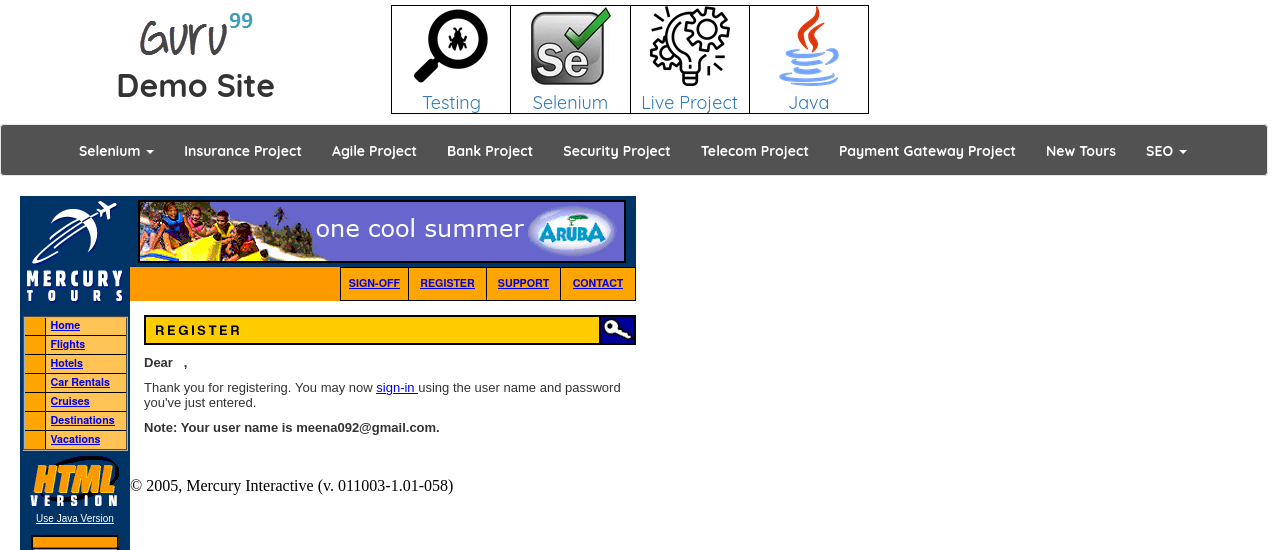 Guru99
Demo Site
Testing
Se
Selenium
Live Project
Java
Selenium
Insurance Project
Agile Project
Bank Project
Security Project
Telecom Project
Payment Gateway Project
New Tours
SEO
MERCURY
TOURS
one cool summer
ARUBA
SIGN-OFF
REGISTER
SUPPORT
CONTACT
Home
Flights
Hotels
Car Rentals
Cruises
Destinations
Vacations
HTML
VERSION
Use Java Version
REGISTER
Dear ,
Thank you for registering. You may now sign-in using the user name and password
you've just entered.
Note: Your user name is meena092@gmail.com.
© 2005, Mercury Interactive (v. 011003-1.01-058)